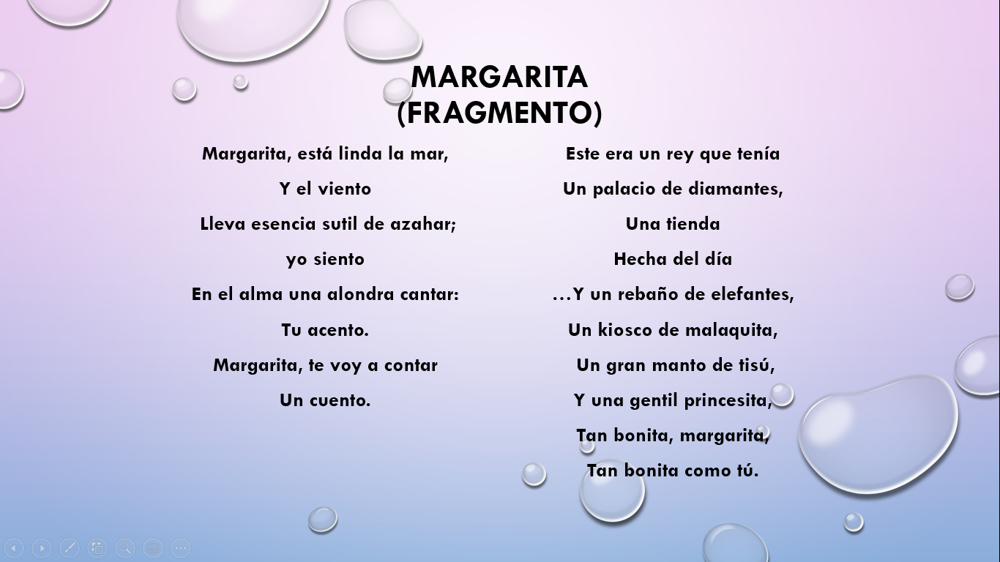 MARGARITA
(FRAGMENTO)
Margarita, está linda la mar,
Y el viento
Lleva esencia sutil de azahar;
yo siento
En el alma una alondra cantar:
Tu acento.
Margarita, te voy a contar
Un cuento.
Este era un rey que tenía
Un palacio de diamantes,
Una tienda
Hecha del día
...Y un rebaño de elefantes,
Un kiosco de malaquita,
Un gran manto de tisú,
Y una gentil princesita,
Tan bonita, margarita,
Tan bonita como tú.